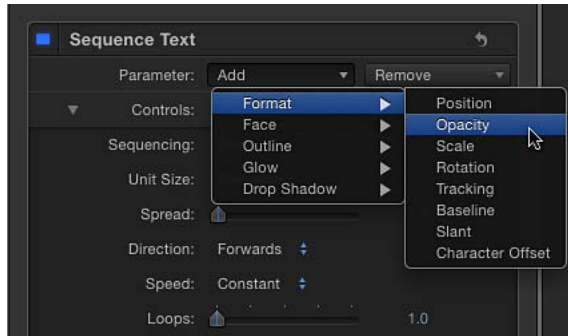 Sequence Text
Parameter: Add Remove
Controls: Format Position
Face Opacity
Sequencing: Outline Scale
Unit Size: Glow Rotation
Drop Shadow Tracking
Spread: Baseline
Slant
Direction: Forwards Character Offset
Speed: Constant
Loops: 1.0